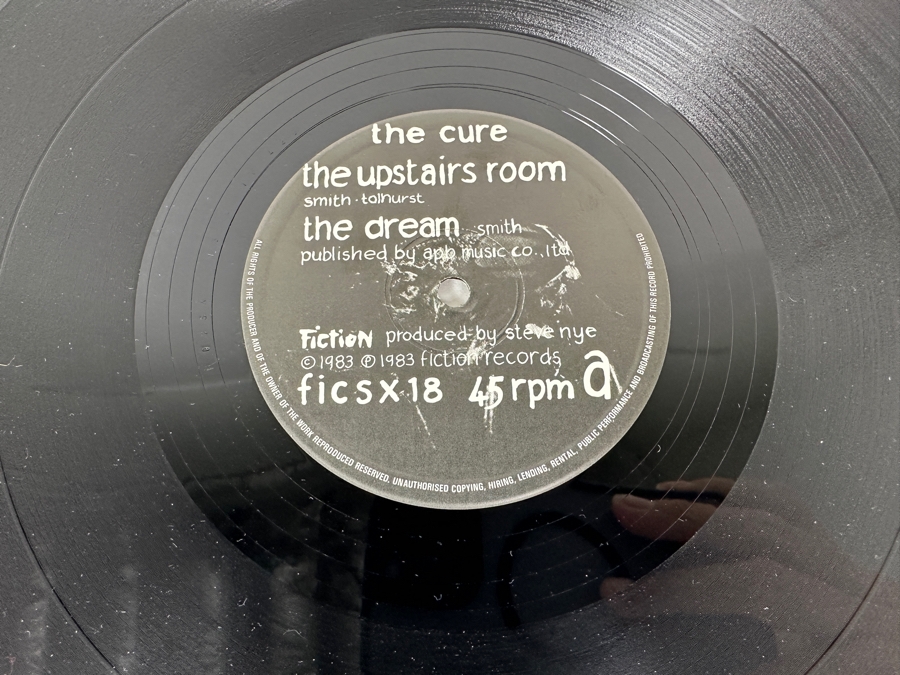 the cure
the upstairs room
smith · tolhurst
the dream smith
published by apb music co., ltd
Fiction produced by steve nye
© 1983 ℗ 1983 fiction records
ficsx18 45 rpm a
ALL RIGHTS OF THE PRODUCER AND OF THE OWNER OF THE WORK REPRODUCED RESERVED. UNAUTHORISED COPYING, HIRING, LENDING, RENTAL, PUBLIC PERFORMANCE AND BROADCASTING OF THIS RECORD PROHIBITED